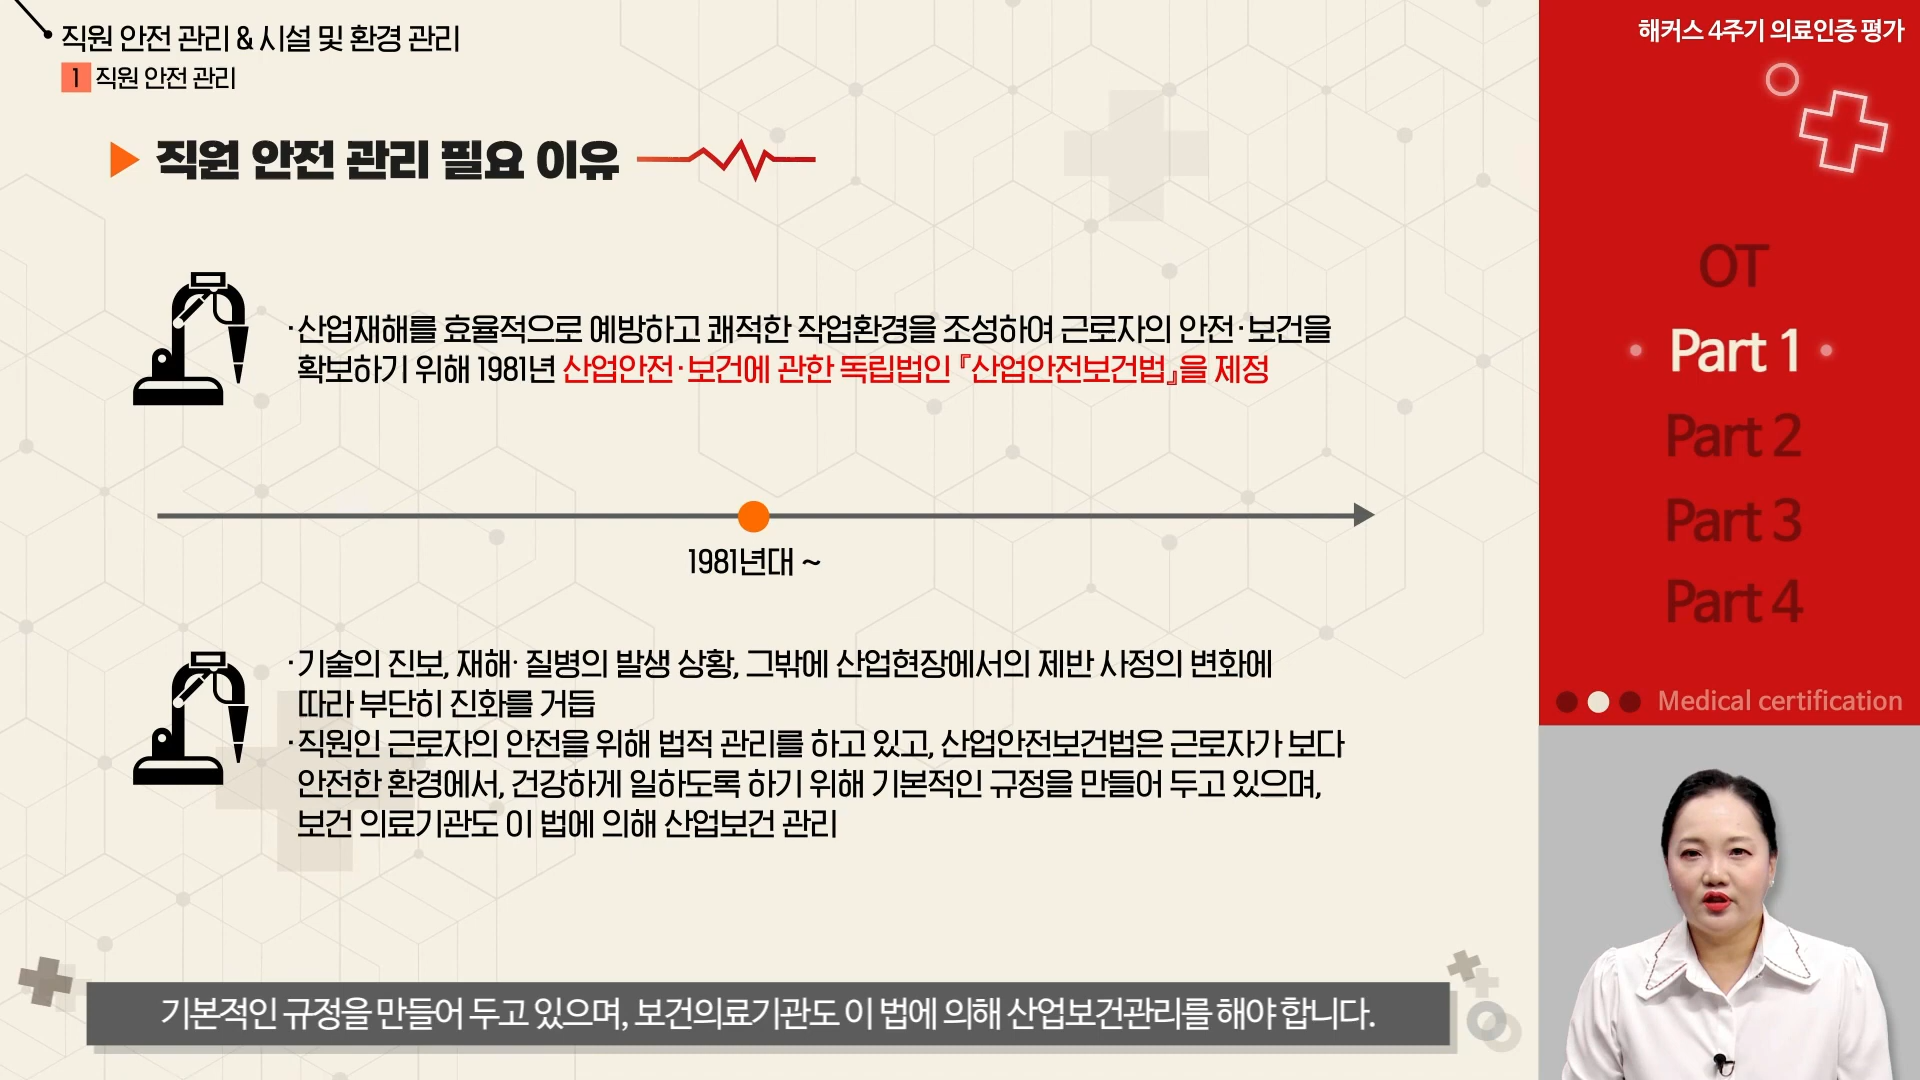 직원 안전 관리 & 시설 및 환경 관리
1 직원 안전 관리
직원 안전 관리 필요 이유
·산업재해를 효율적으로 예방하고 쾌적한 작업환경을 조성하여 근로자의 안전·보건을
확보하기 위해 1981년 산업안전·보건에 관한 독립법인『산업안전보건법』을 제정
1981년대 ~
·기술의 진보, 재해· 질병의 발생 상황, 그밖에 산업현장에서의 제반 사정의 변화에
따라 부단히 진화를 거듭
·직원인 근로자의 안전을 위해 법적 관리를 하고 있고, 산업안전보건법은 근로자가 보다
안전한 환경에서, 건강하게 일하도록 하기 위해 기본적인 규정을 만들어 두고 있으며,
보건 의료기관도 이 법에 의해 산업보건 관리
기본적인 규정을 만들어 두고 있으며, 보건의료기관도 이 법에 의해 산업보건관리를 해야 합니다.
해커스 4주기 의료인증 평가
OT
Part 1
Part 2
Part 3
Part 4
Medical certification